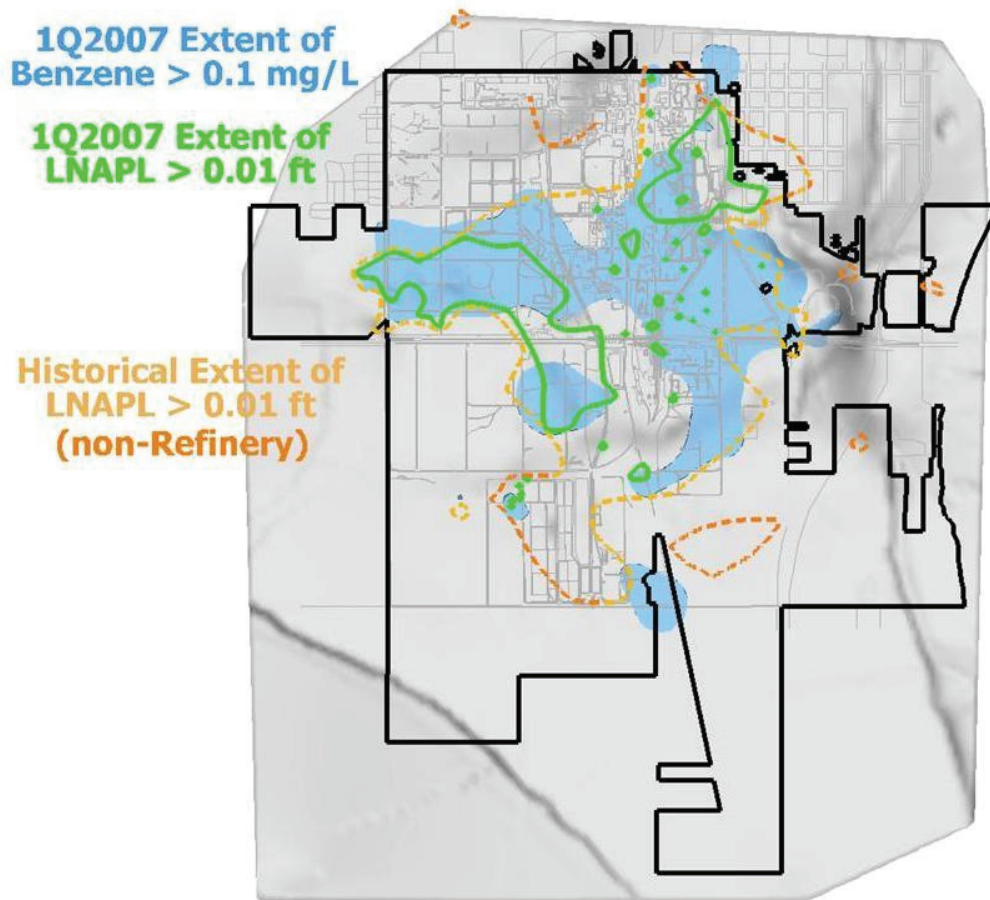 1Q2007 Extent of
Benzene > 0.1 mg/L
1Q2007 Extent of
LNAPL > 0.01 ft
Historical Extent of
LNAPL > 0.01 ft
(non-Refinery)